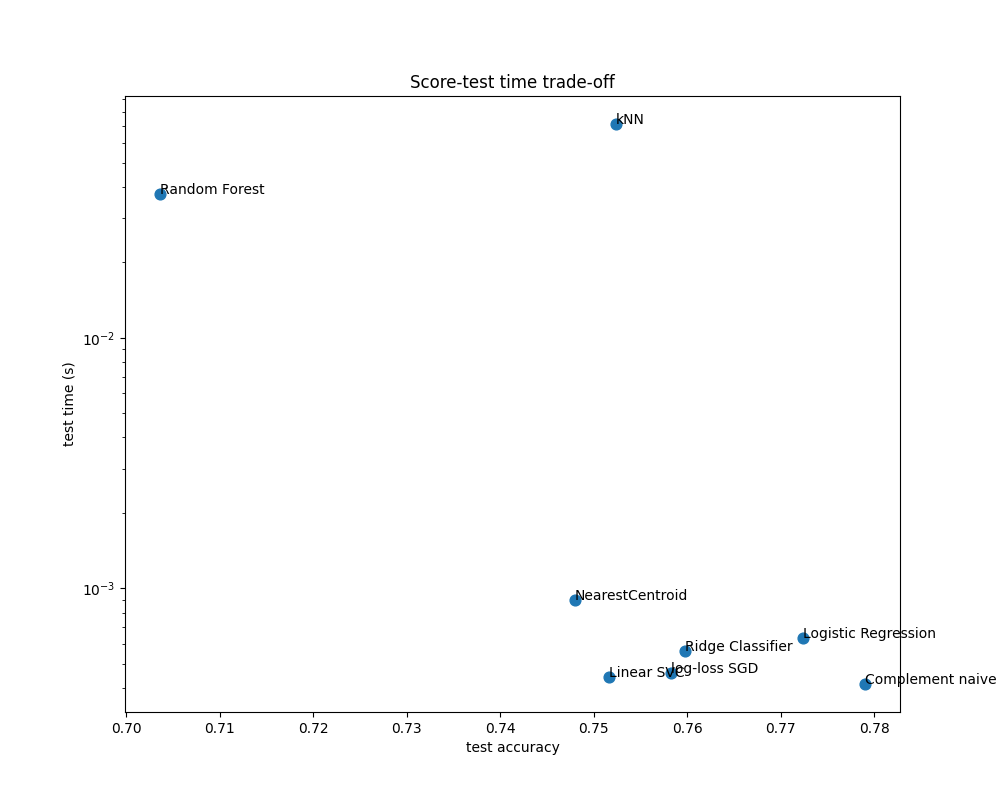 Score-test time trade-off
kNN
Random Forest
10⁻²
test time (s)
10⁻³
NearestCentroid
Logistic Regression
Ridge Classifier
log-loss SGD
Linear SVC
Complement naive
0.70 0.71 0.72 0.73 0.74 0.75 0.76 0.77 0.78
test accuracy